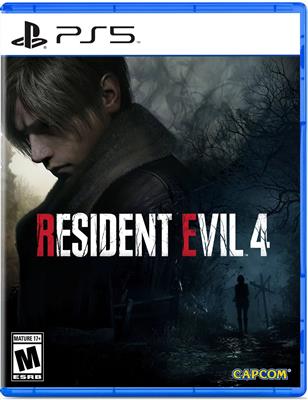 PS5
RESIDENT EVIL 4
MATURE 17+
M
ESRB
CAPCOM